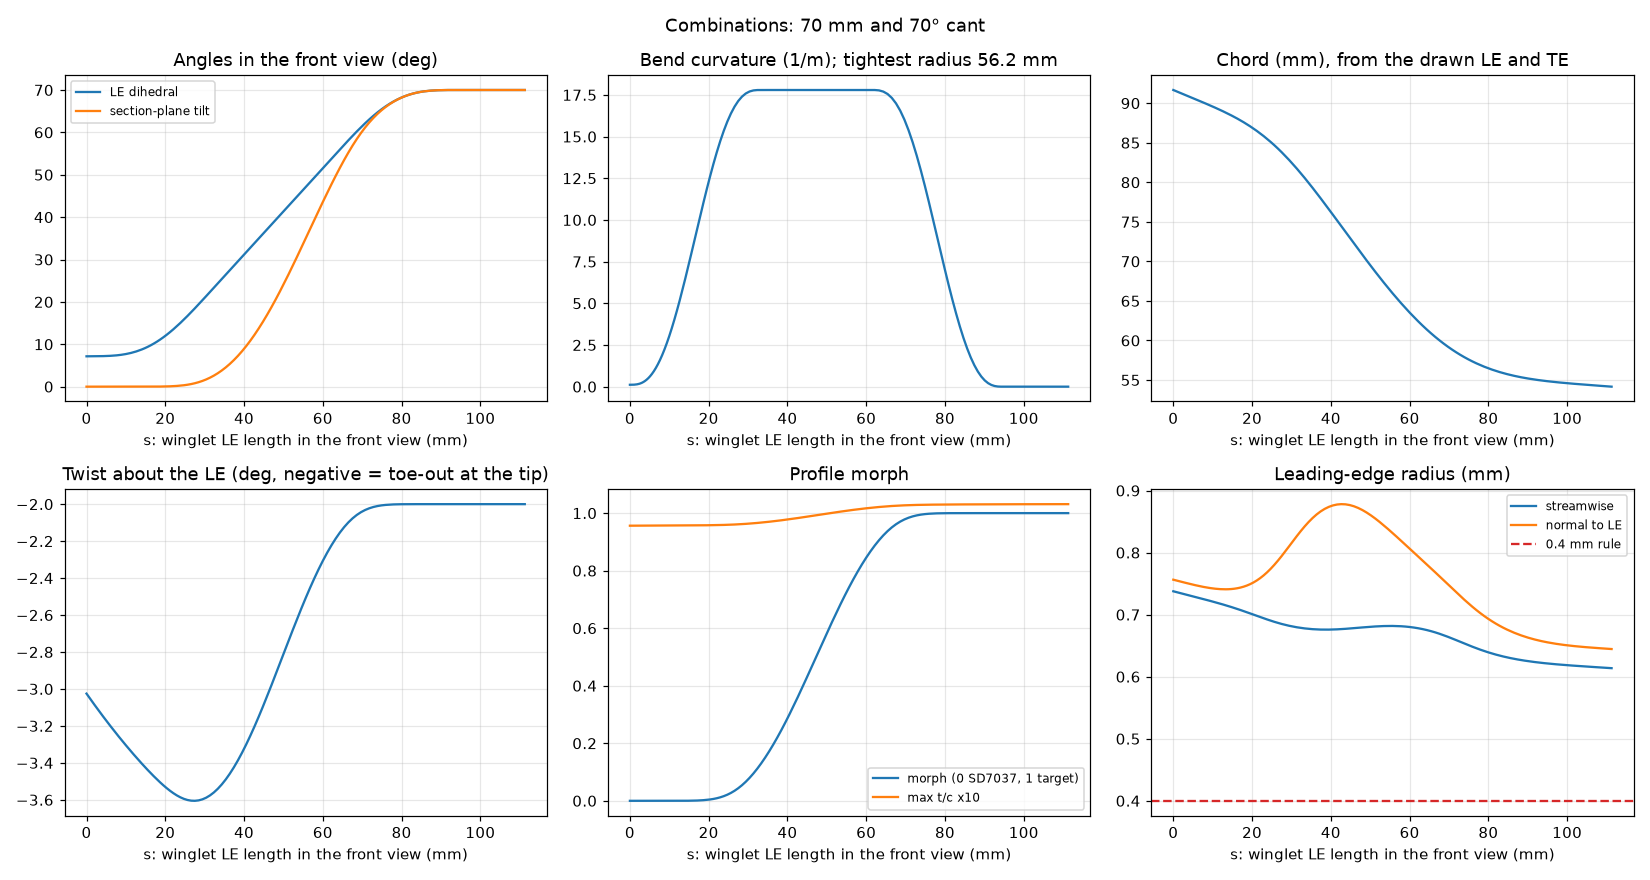 Combinations: 70 mm and 70° cant
Angles in the front view (deg)
70
60
50
40
30
20
10
0
LE dihedral
section-plane tilt
0 20 40 60 80 100
s: winglet LE length in the front view (mm)
Bend curvature (1/m); tightest radius 56.2 mm
17.5
15.0
12.5
10.0
7.5
5.0
2.5
0.0
0 20 40 60 80 100
s: winglet LE length in the front view (mm)
Chord (mm), from the drawn LE and TE
90
85
80
75
70
65
60
55
0 20 40 60 80 100
s: winglet LE length in the front view (mm)
Twist about the LE (deg, negative = toe-out at the tip)
−2.0
−2.2
−2.4
−2.6
−2.8
−3.0
−3.2
−3.4
−3.6
0 20 40 60 80 100
s: winglet LE length in the front view (mm)
Profile morph
1.0
0.8
0.6
0.4
0.2
0.0
morph (0 SD7037, 1 target)
max t/c x10
0 20 40 60 80 100
s: winglet LE length in the front view (mm)
Leading-edge radius (mm)
0.9
0.8
0.7
0.6
0.5
0.4
streamwise
normal to LE
0.4 mm rule
0 20 40 60 80 100
s: winglet LE length in the front view (mm)